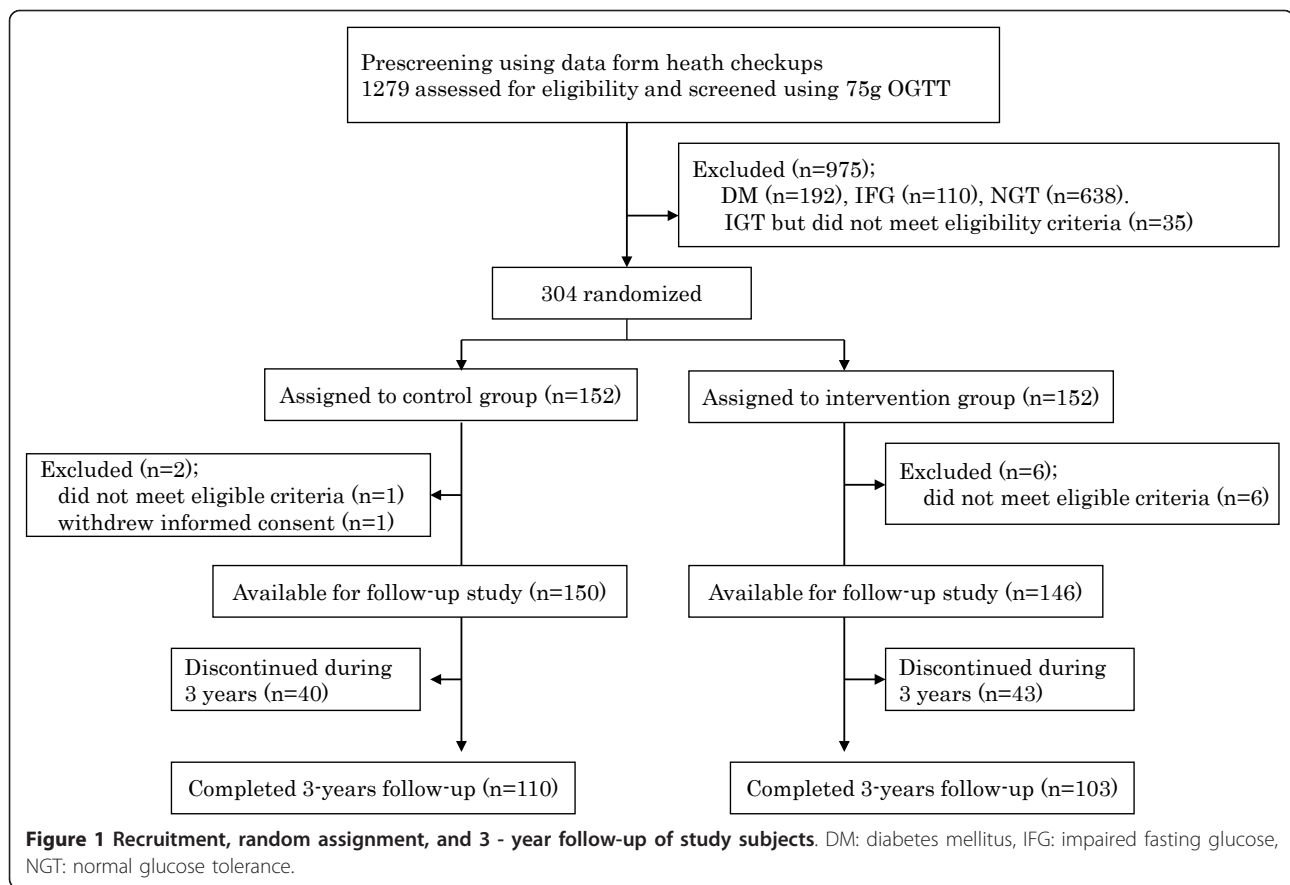 Prescreening using data form heath checkups
1279 assessed for eligibility and screened using 75g OGTT
Excluded (n=975);
DM (n=192), IFG (n=110), NGT (n=638).
IGT but did not meet eligibility criteria (n=35)
304 randomized
Assigned to control group (n=152)
Assigned to intervention group (n=152)
Excluded (n=2);
did not meet eligible criteria (n=1)
withdrew informed consent (n=1)
Excluded (n=6);
did not meet eligible criteria (n=6)
Available for follow-up study (n=150)
Available for follow-up study (n=146)
Discontinued during
3 years (n=40)
Discontinued during
3 years (n=43)
Completed 3-years follow-up (n=110)
Completed 3-years follow-up (n=103)
Figure 1 Recruitment, random assignment, and 3 - year follow-up of study subjects. DM: diabetes mellitus, IFG: impaired fasting glucose,
NGT: normal glucose tolerance.